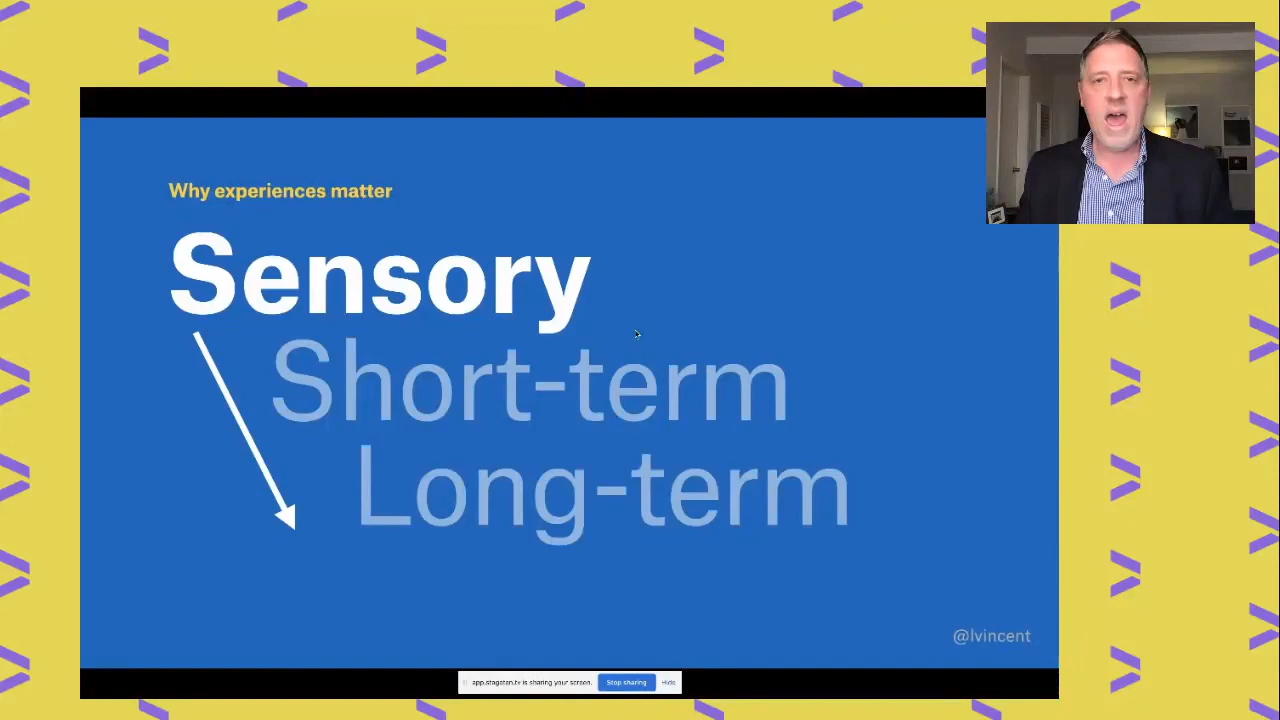 Why experiences matter
Sensory
Short-term
Long-term
@lvincent
app.stageten.tv is sharing your screen. Stop sharing Hide